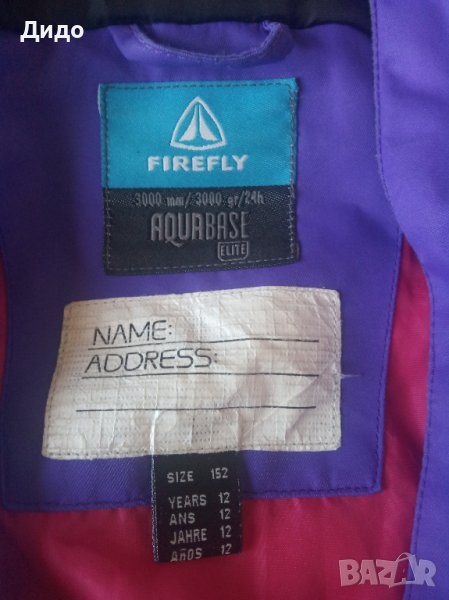 Дидо
FIREFLY
3000 mm/ 3000 gr/24h
AQUABASE
ELITE
NAME:
ADDRESS:
SIZE 152
YEARS 12
ANS 12
JAHRE 12
AÑOS 12
BAZAR